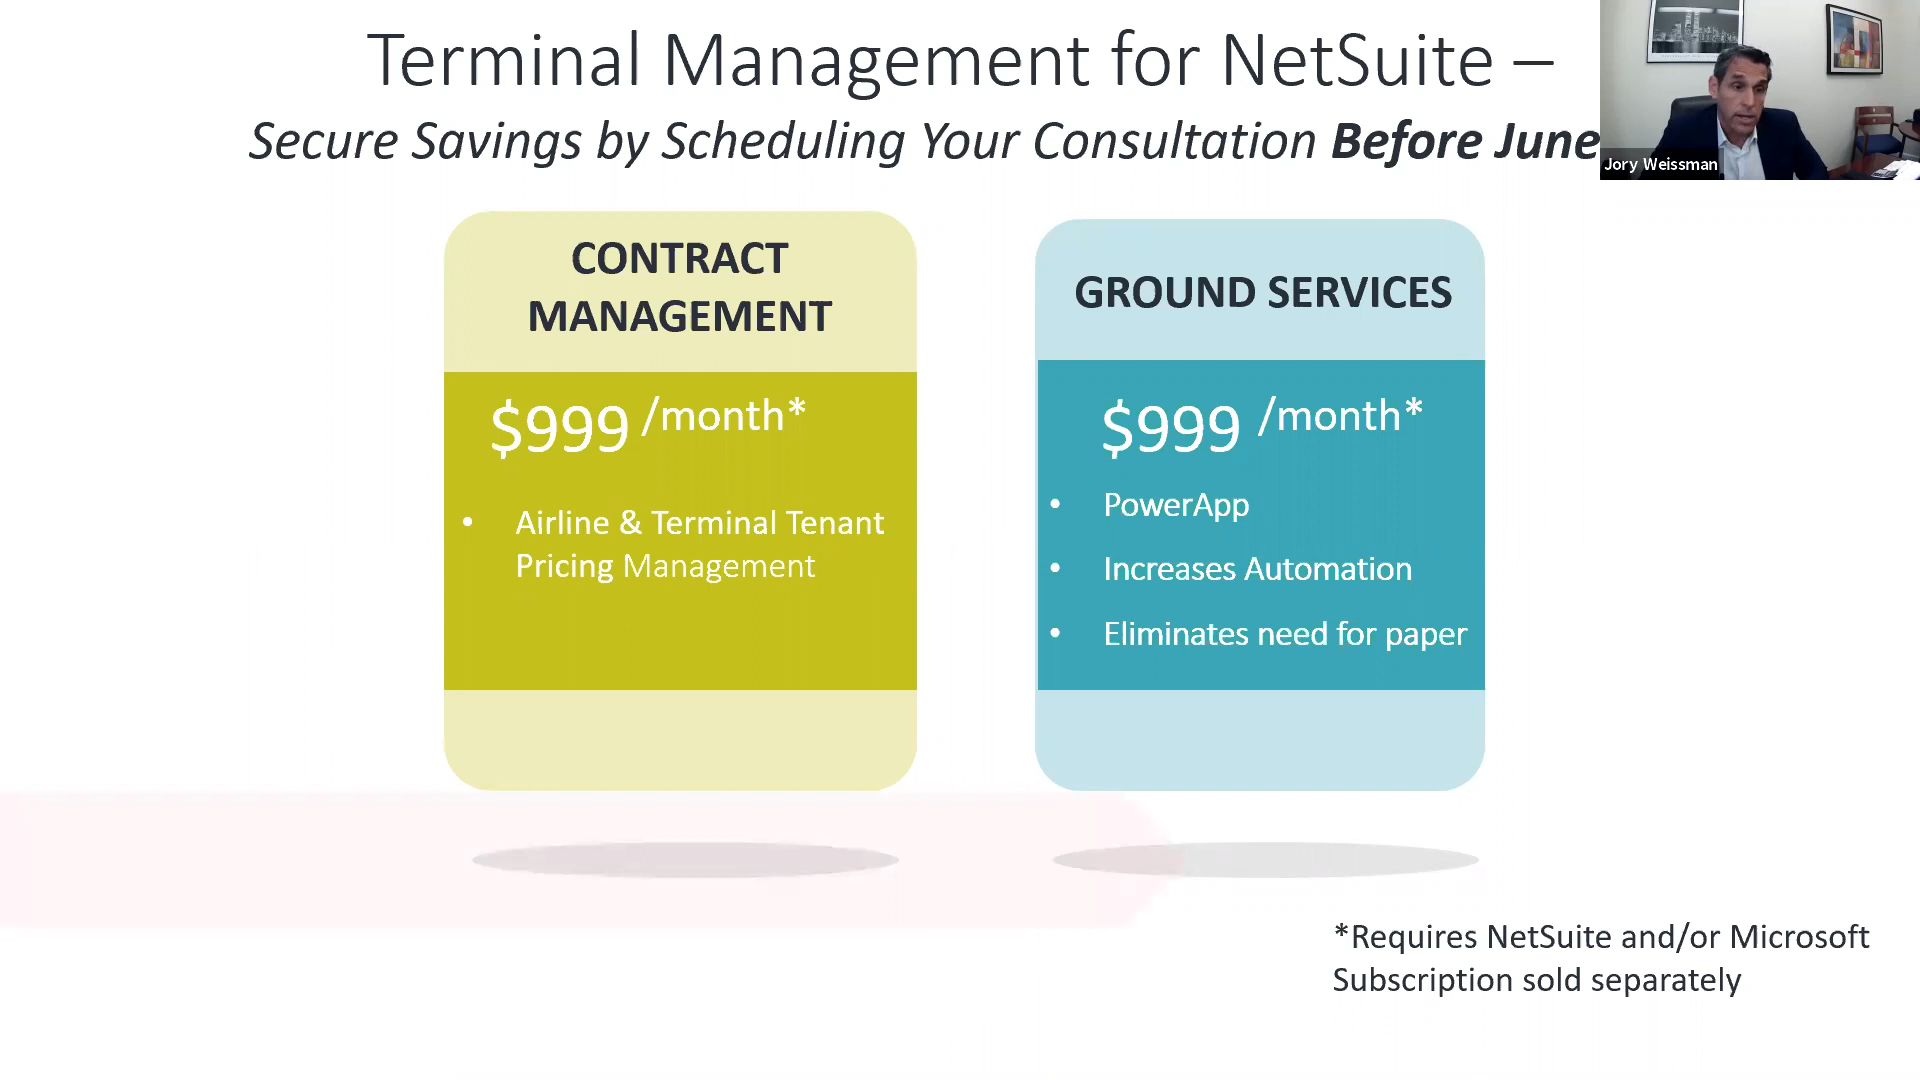 Terminal Management for NetSuite –
Secure Savings by Scheduling Your Consultation Before June
Jory Weissman
CONTRACT
MANAGEMENT
$999 /month*
• Airline & Terminal Tenant
Pricing Management
GROUND SERVICES
$999 /month*
• PowerApp
• Increases Automation
• Eliminates need for paper
*Requires NetSuite and/or Microsoft
Subscription sold separately